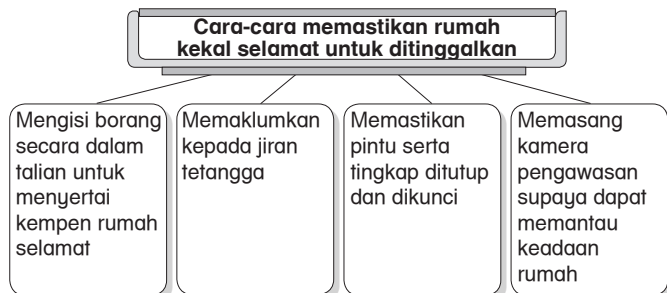 Cara-cara memastikan rumah
kekal selamat untuk ditinggalkan
Mengisi borang
secara dalam
talian untuk
menyertai
kempen rumah
selamat
Memaklumkan
kepada jiran
tetangga
Memastikan
pintu serta
tingkap ditutup
dan dikunci
Memasang
kamera
pengawasan
supaya dapat
memantau
keadaan
rumah